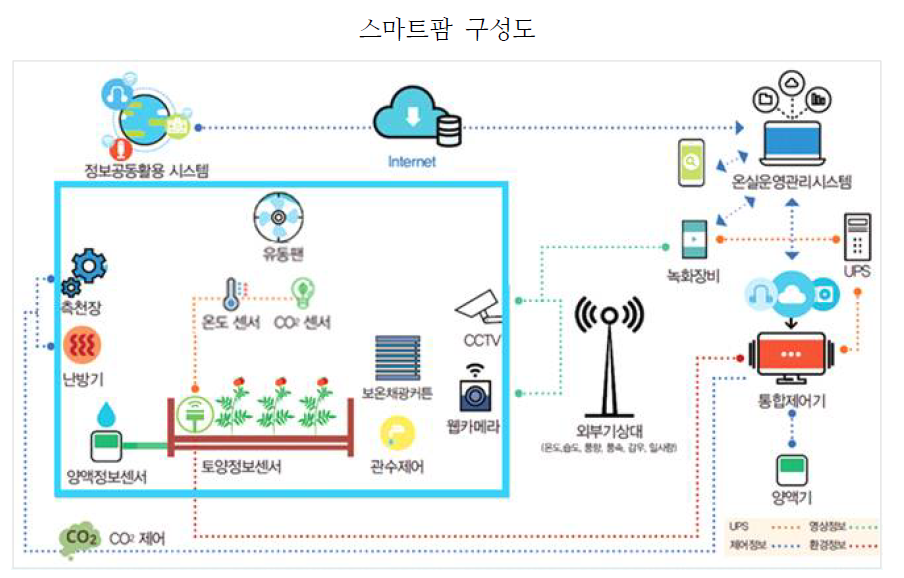 스마트팜 구성도
정보공동활용 시스템
Internet
온실운영관리시스템
유동팬
녹화장비
UPS
측천장
온도 센서
CO² 센서
CCTV
난방기
보온채광커튼
웹카메라
외부기상대
(온도,습도, 풍향, 풍속, 감우, 일사량)
통합제어기
양액정보센서
토양정보센서
관수제어
양액기
CO₂
CO² 제어
UPS
영상정보
제어정보
환경정보